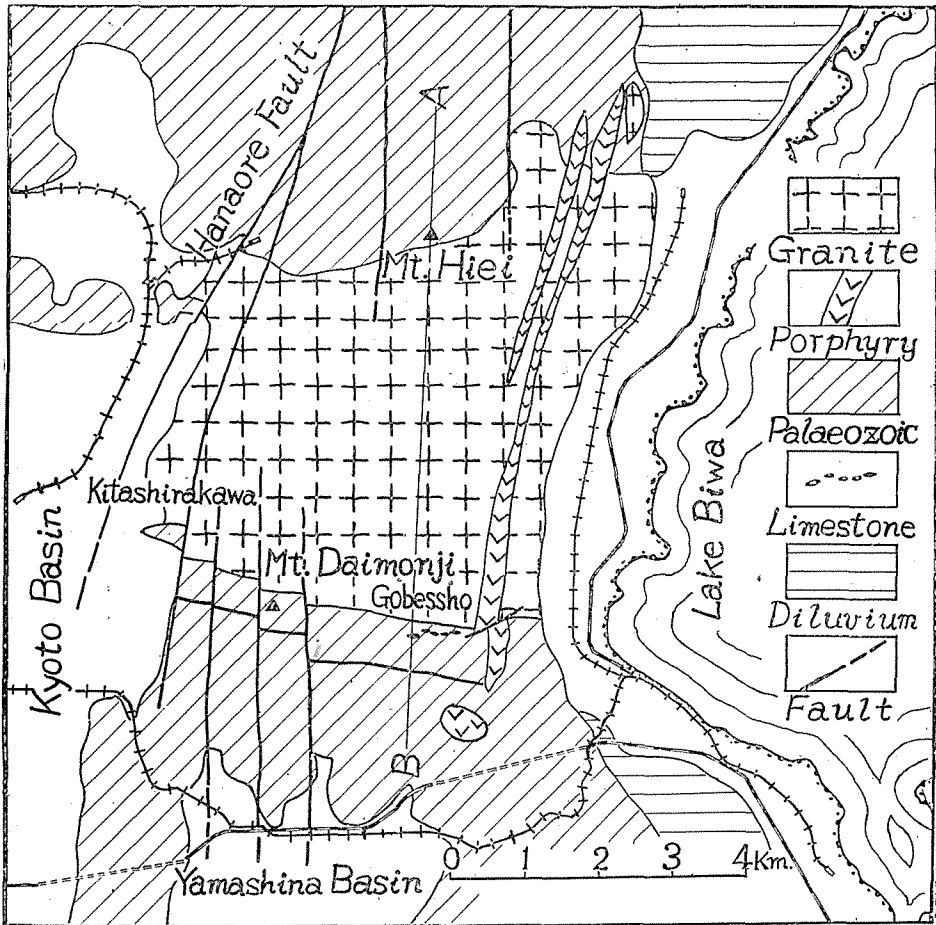 Hanaore Fault
A
Mt. Hiei
Granite
Porphyry
Palaeozoic
Limestone
Diluvium
Fault
Lake Biwa
Kitashirakawa
Kyoto Basin
Mt. Daimonji
Gobessho
B
Yamashina Basin
0 1 2 3 4 Km.